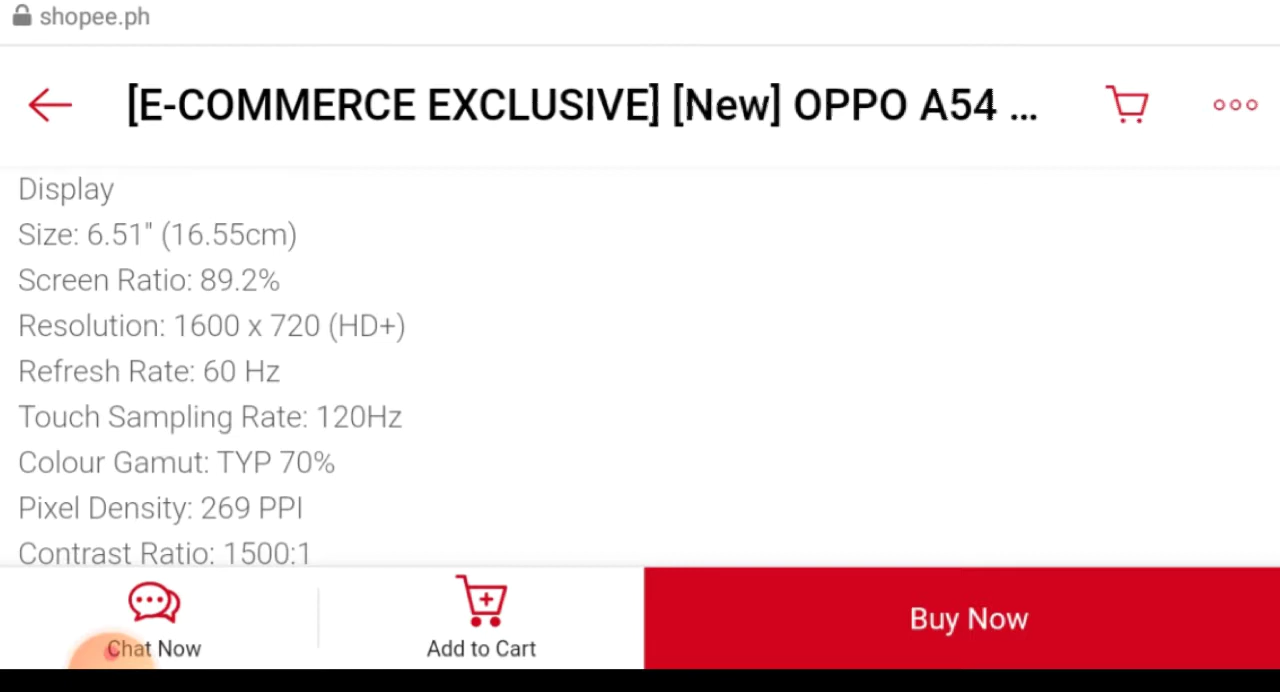 shopee.ph
[E-COMMERCE EXCLUSIVE] [New] OPPO A54 ...
Display
Size: 6.51" (16.55cm)
Screen Ratio: 89.2%
Resolution: 1600 x 720 (HD+)
Refresh Rate: 60 Hz
Touch Sampling Rate: 120Hz
Colour Gamut: TYP 70%
Pixel Density: 269 PPI
Contrast Ratio: 1500:1
Chat Now
Add to Cart
Buy Now